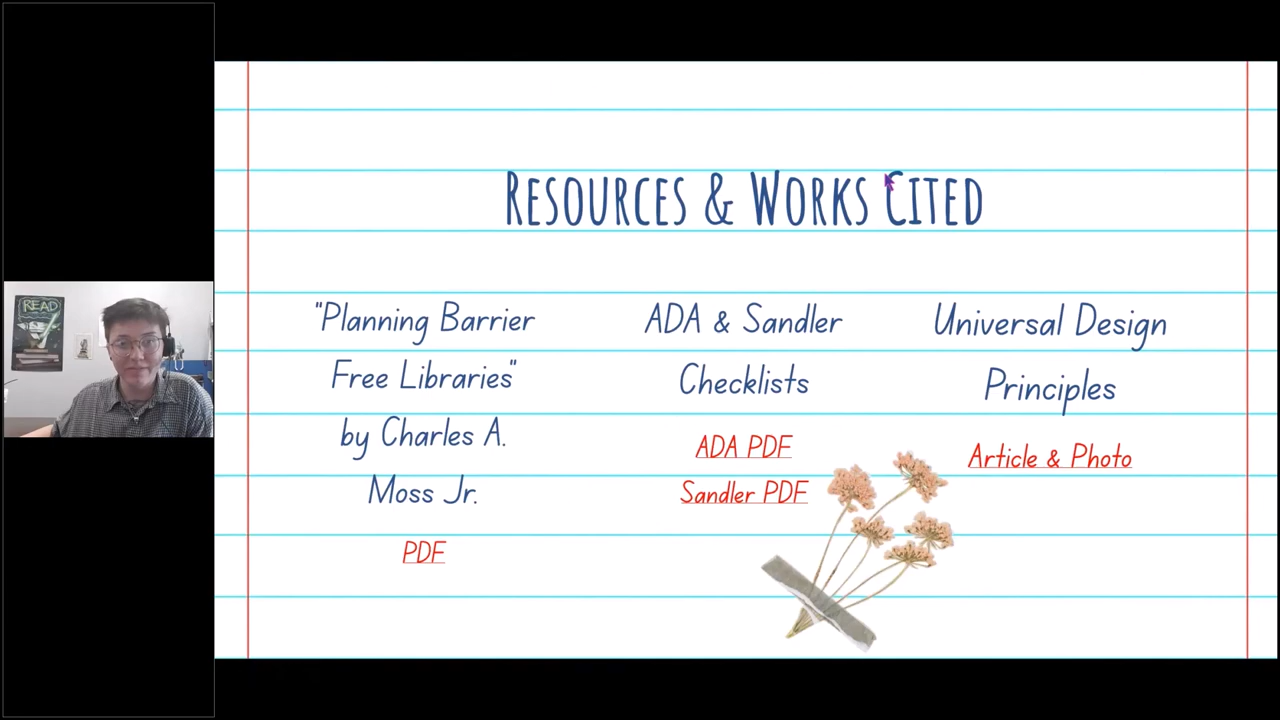 READ
RESOURCES & WORKS CITED
"Planning Barrier
Free Libraries"
by Charles A.
Moss Jr.
PDF
ADA & Sandler
Checklists
ADA PDF
Sandler PDF
Universal Design
Principles
Article & Photo